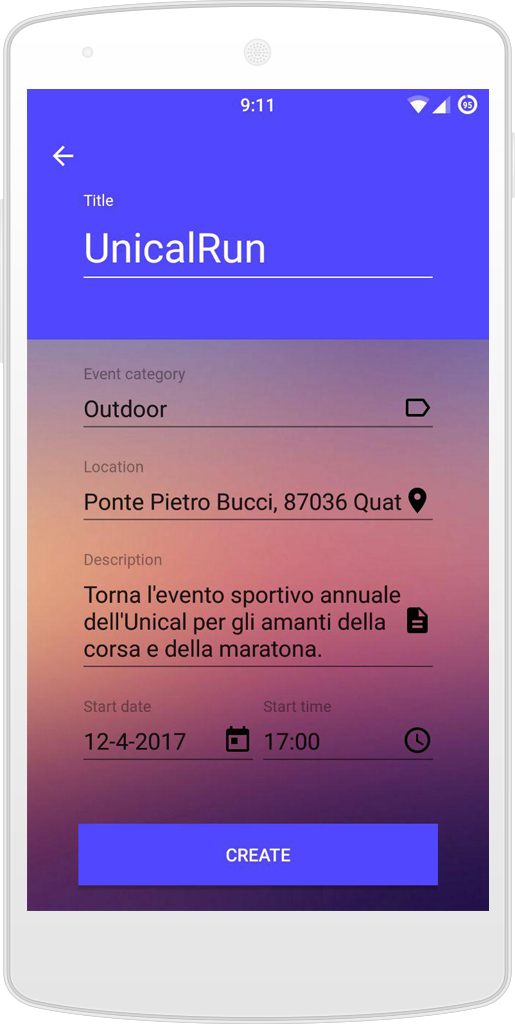 9:11
95
Title
UnicalRun
Event category
Outdoor
Location
Ponte Pietro Bucci, 87036 Quat
Description
Torna l'evento sportivo annuale
dell'Unical per gli amanti della
corsa e della maratona.
Start date Start time
12-4-2017 17:00
CREATE